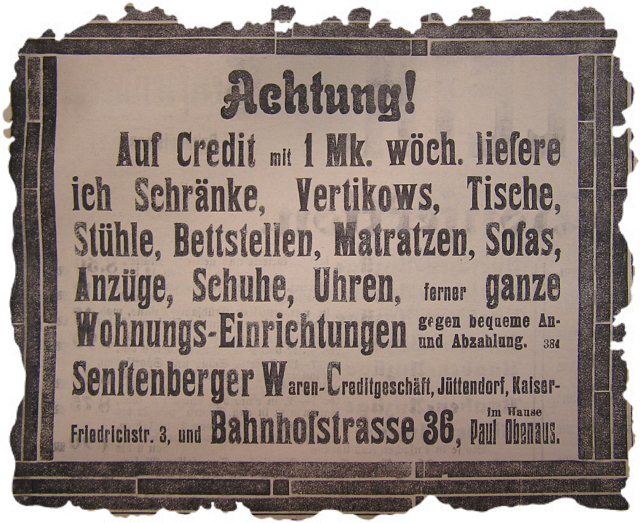 Achtung!
Auf Credit mit 1 Mk. wöch. liefere
ich Schränke, Vertikows, Tische,
Stühle, Bettstellen, Matratzen, Sofas,
Anzüge, Schuhe, Uhren, ferner ganze
Wohnungs-Einrichtungen gegen bequeme An-
und Abzahlung. 384
Senftenberger Waren-Creditgeschäft, Jüttendorf, Kaiser-
Friedrichstr. 3, und Bahnhofstrasse 36, im Hause
Paul Obenaus.